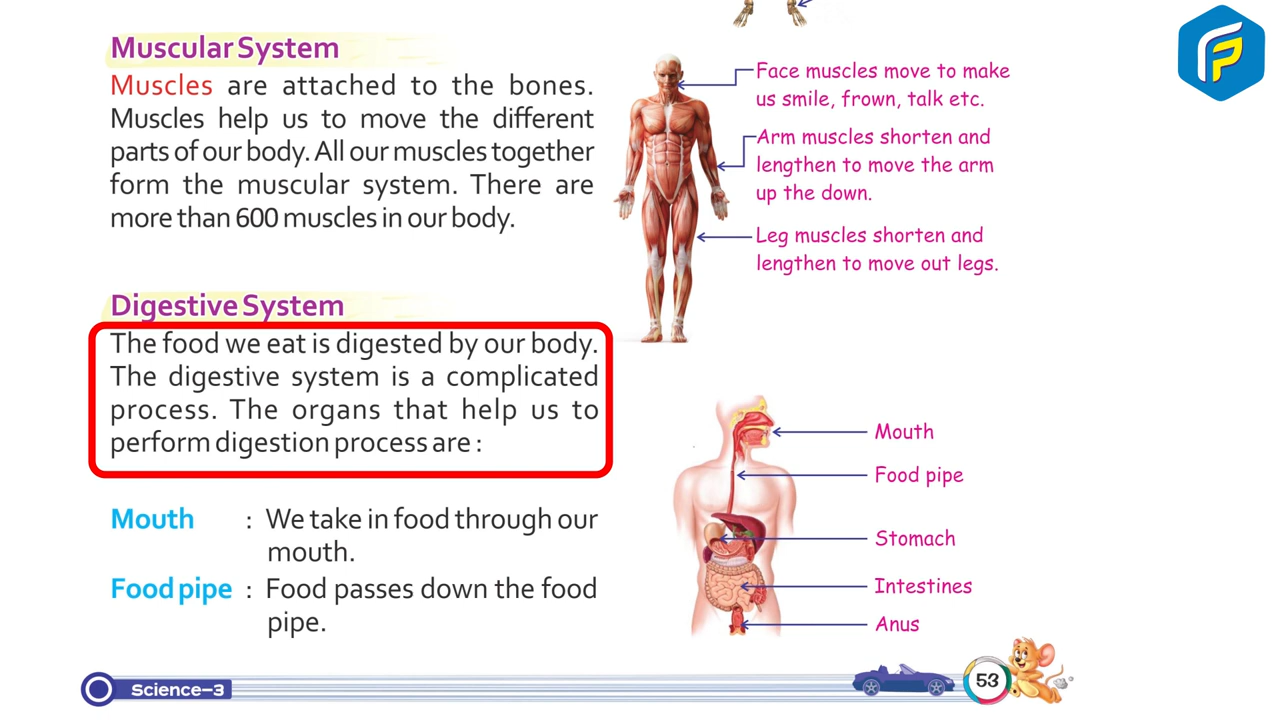 Muscular System
Muscles are attached to the bones.
Muscles help us to move the different
parts of our body. All our muscles together
form the muscular system. There are
more than 600 muscles in our body.
Face muscles move to make
us smile, frown, talk etc.
Arm muscles shorten and
lengthen to move the arm
up the down.
Leg muscles shorten and
lengthen to move out legs.
Digestive System
The food we eat is digested by our body.
The digestive system is a complicated
process. The organs that help us to
perform digestion process are :
Mouth : We take in food through our
mouth.
Food pipe : Food passes down the food
pipe.
Mouth
Food pipe
Stomach
Intestines
Anus
Science–3
53